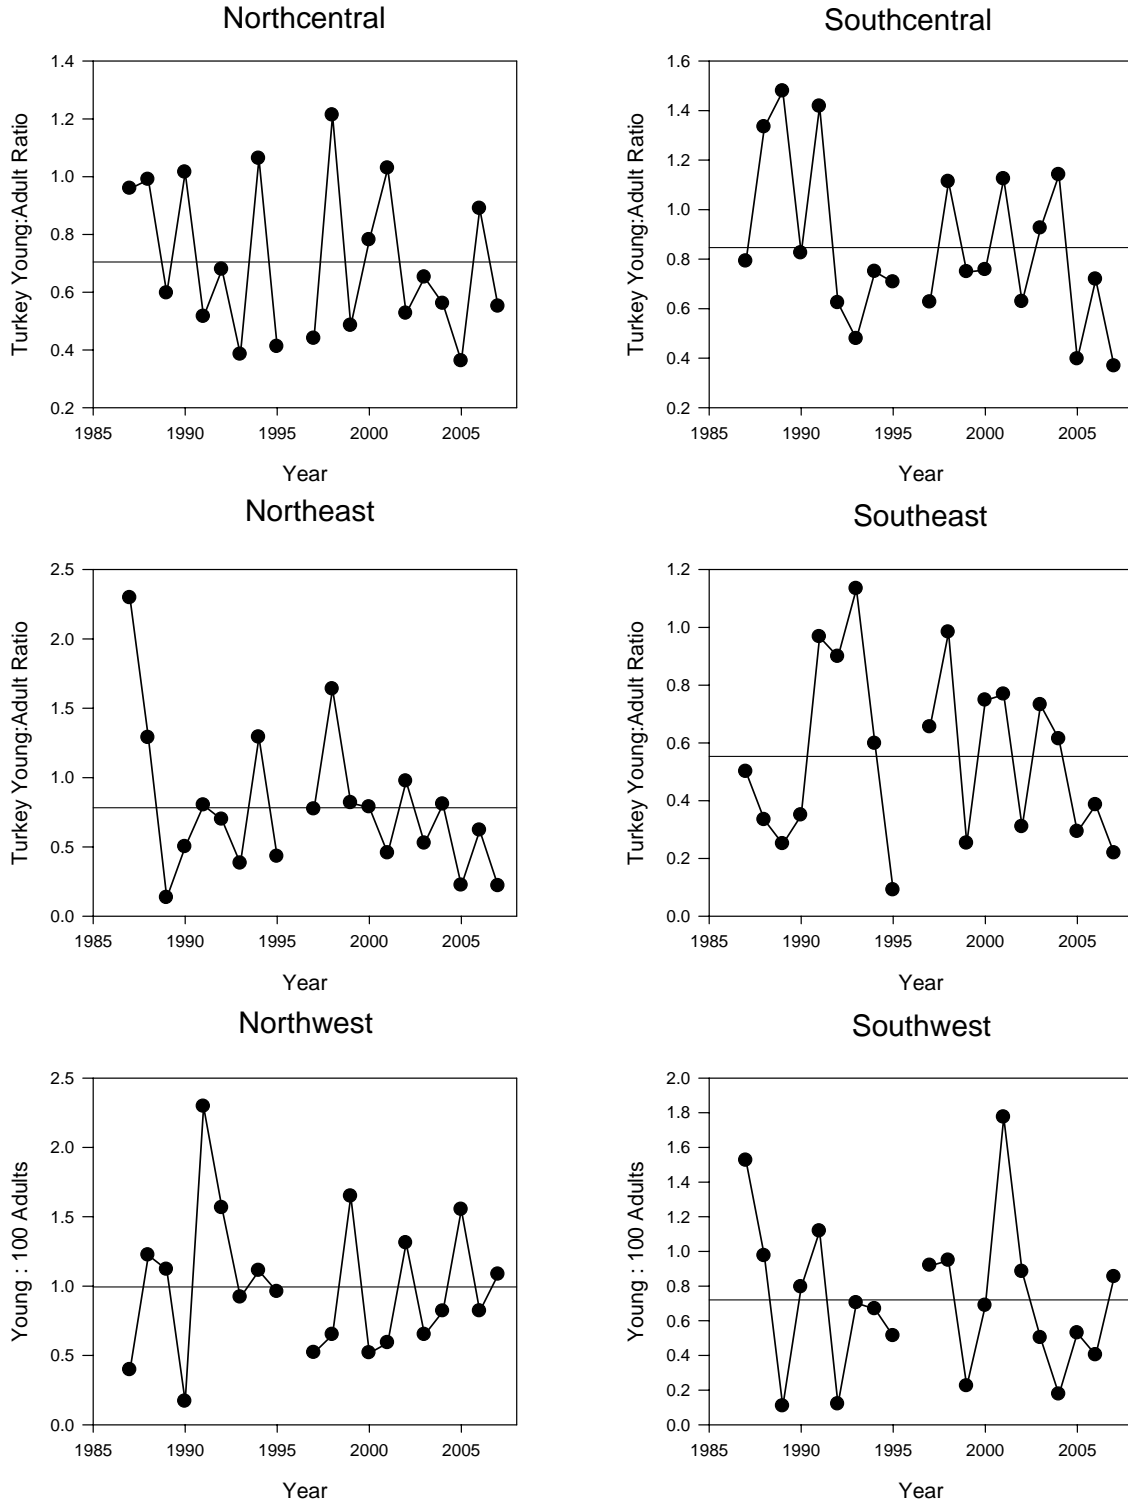 Northcentral
Turkey Young:Adult Ratio
1.4
1.2
1.0
0.8
0.6
0.4
0.2
1985 1990 1995 2000 2005
Year
Southcentral
Turkey Young:Adult Ratio
1.6
1.4
1.2
1.0
0.8
0.6
0.4
0.2
1985 1990 1995 2000 2005
Year
Northeast
Turkey Young:Adult Ratio
2.5
2.0
1.5
1.0
0.5
0.0
1985 1990 1995 2000 2005
Year
Southeast
Turkey Young:Adult Ratio
1.2
1.0
0.8
0.6
0.4
0.2
0.0
1985 1990 1995 2000 2005
Year
Northwest
Young : 100 Adults
2.5
2.0
1.5
1.0
0.5
0.0
1985 1990 1995 2000 2005
Year
Southwest
Young : 100 Adults
2.0
1.8
1.6
1.4
1.2
1.0
0.8
0.6
0.4
0.2
0.0
1985 1990 1995 2000 2005
Year